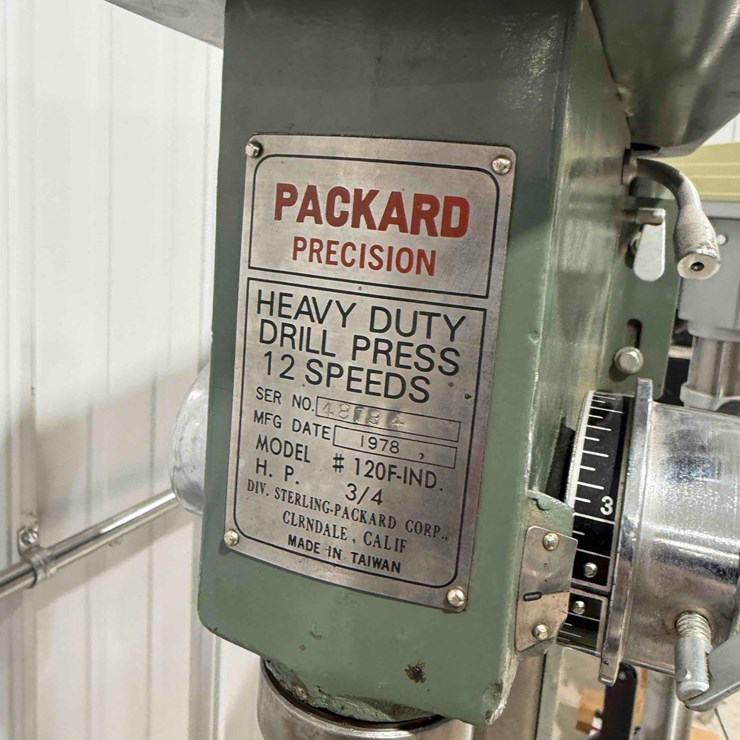 PACKARD
PRECISION
HEAVY DUTY
DRILL PRESS
12 SPEEDS
SER NO.
MFG DATE 1978
MODEL # 120F-IND.
H. P. 3/4
DIV. STERLING-PACKARD CORP.,
CLRNDALE, CALIF
MADE IN TAIWAN
3